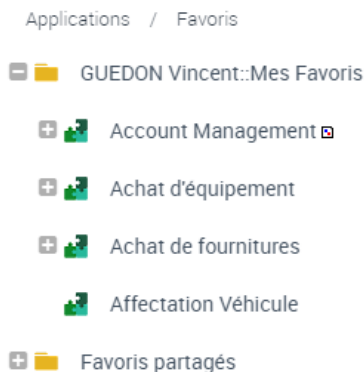 Applications / Favoris
GUEDON Vincent::Mes Favoris
Account Management
Achat d'équipement
Achat de fournitures
Affectation Véhicule
Favoris partagés